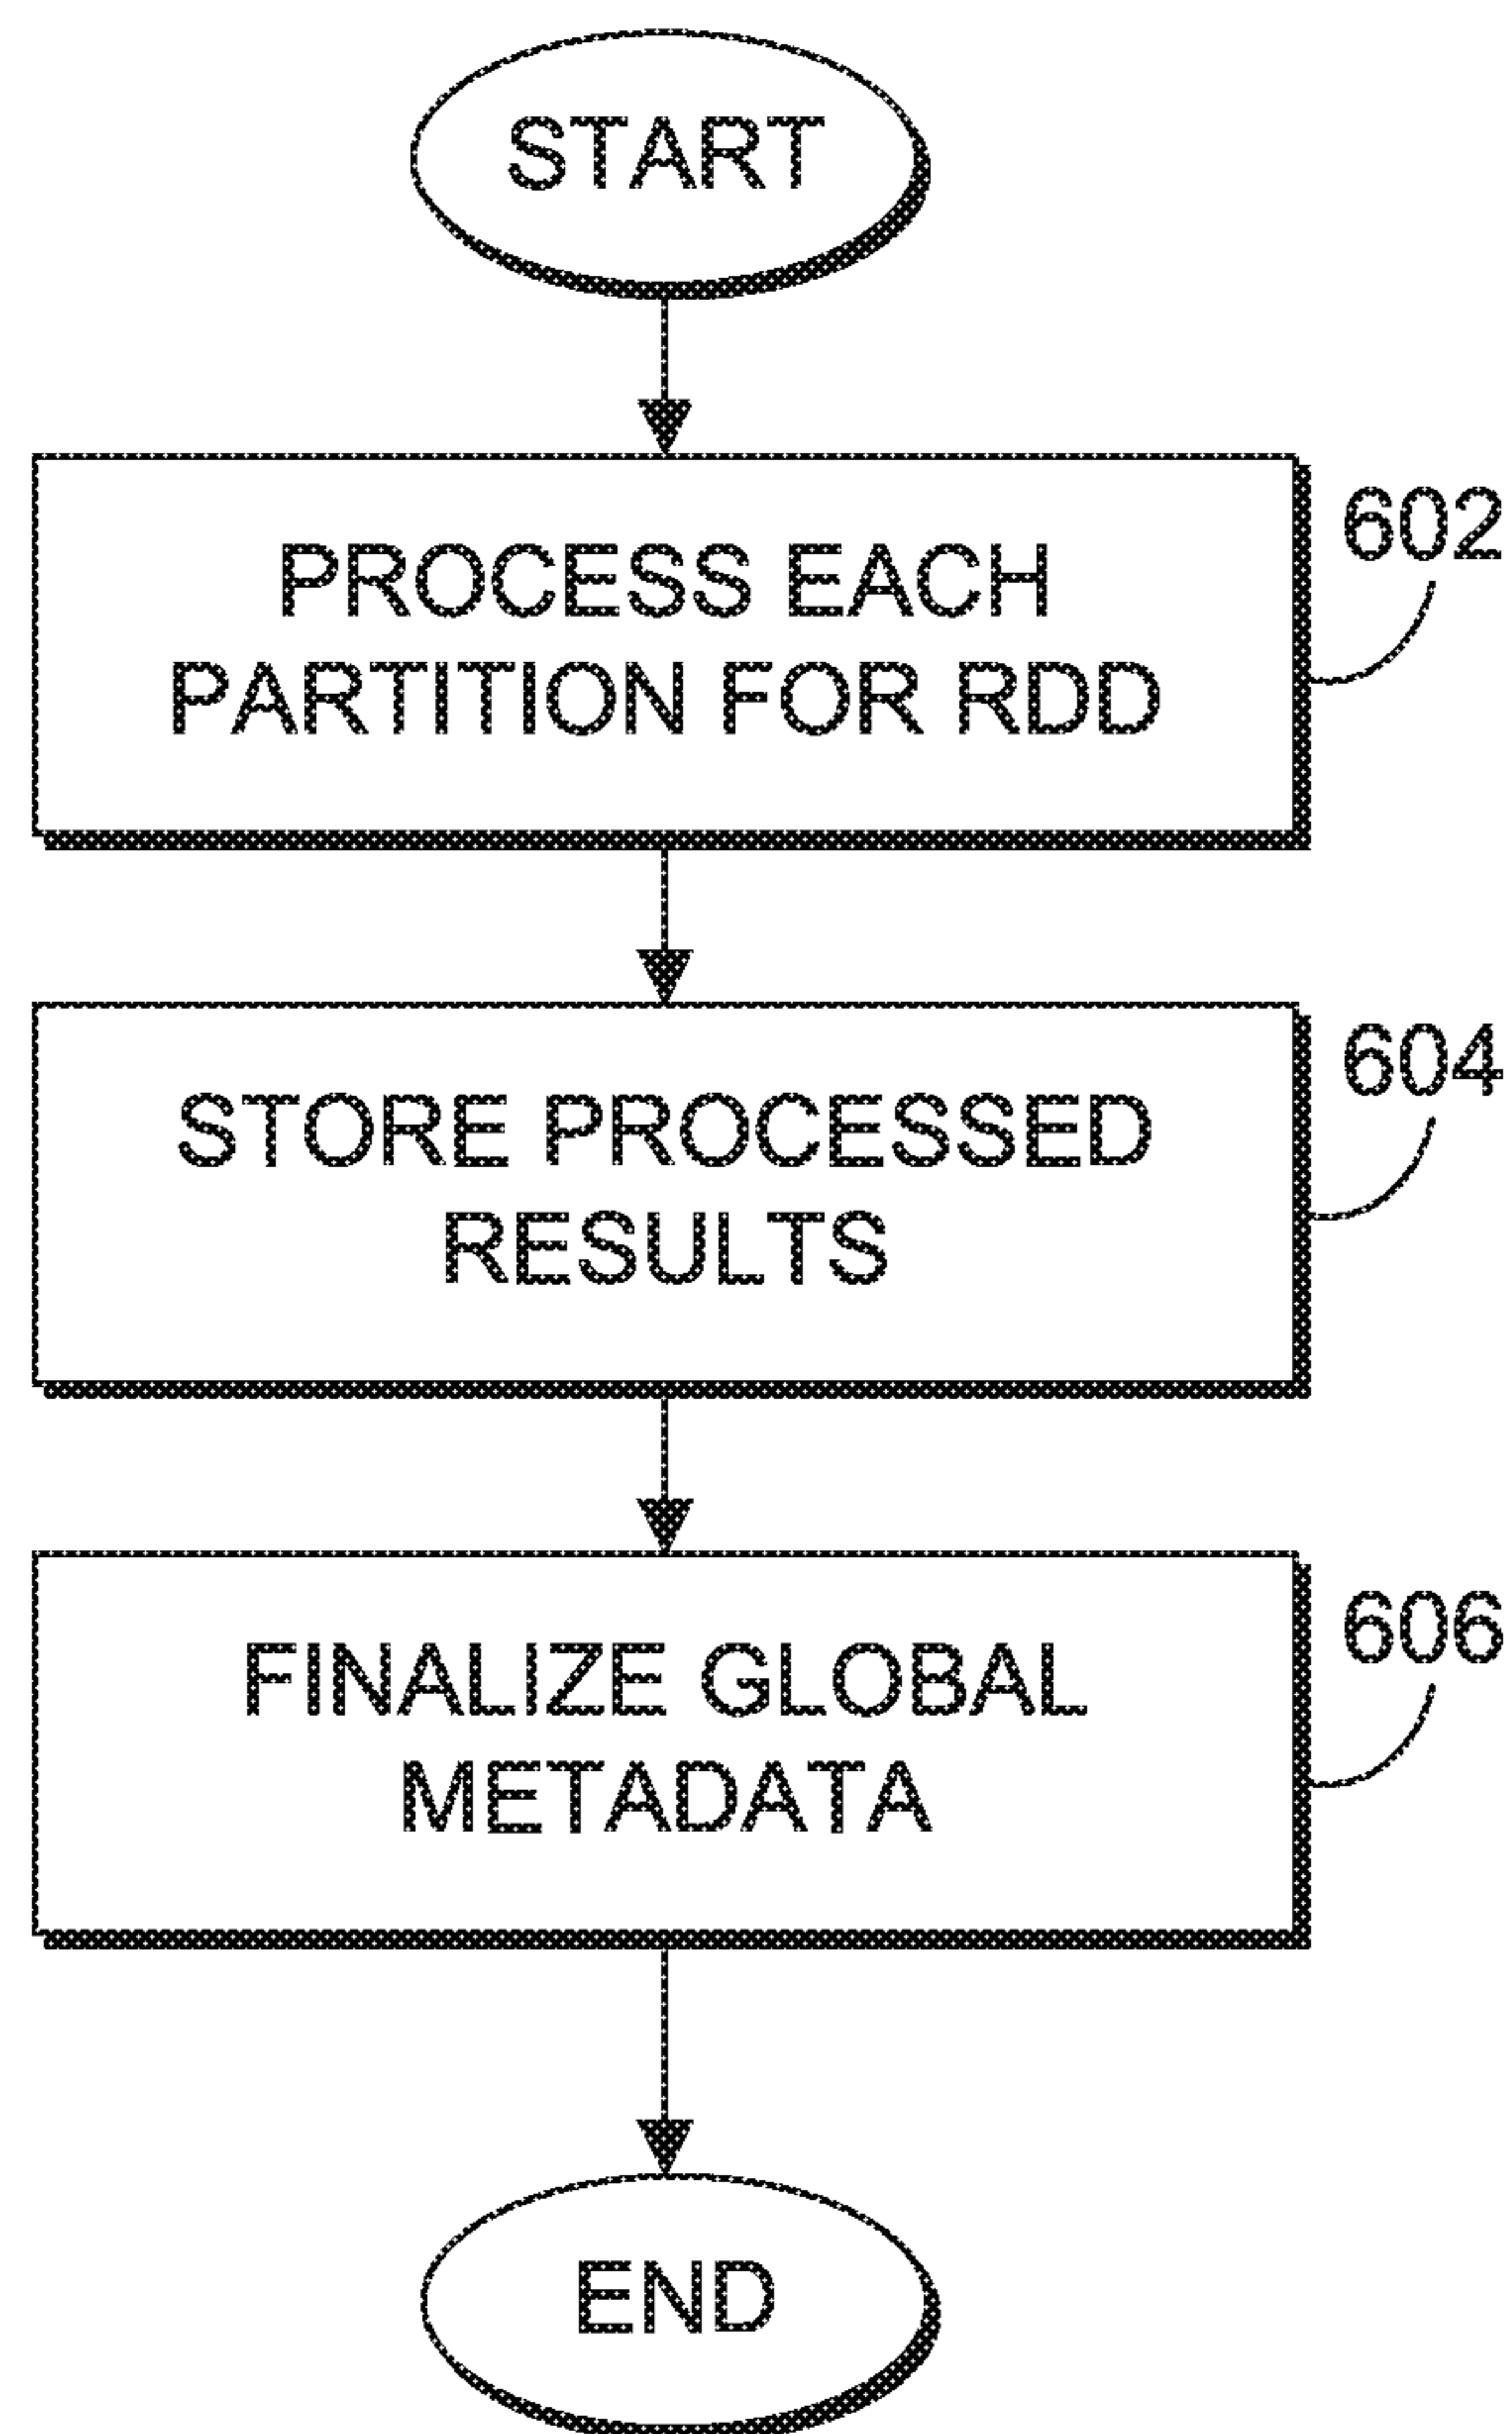 START
PROCESS EACH
PARTITION FOR RDD
602
STORE PROCESSED
RESULTS
604
FINALIZE GLOBAL
METADATA
606
END